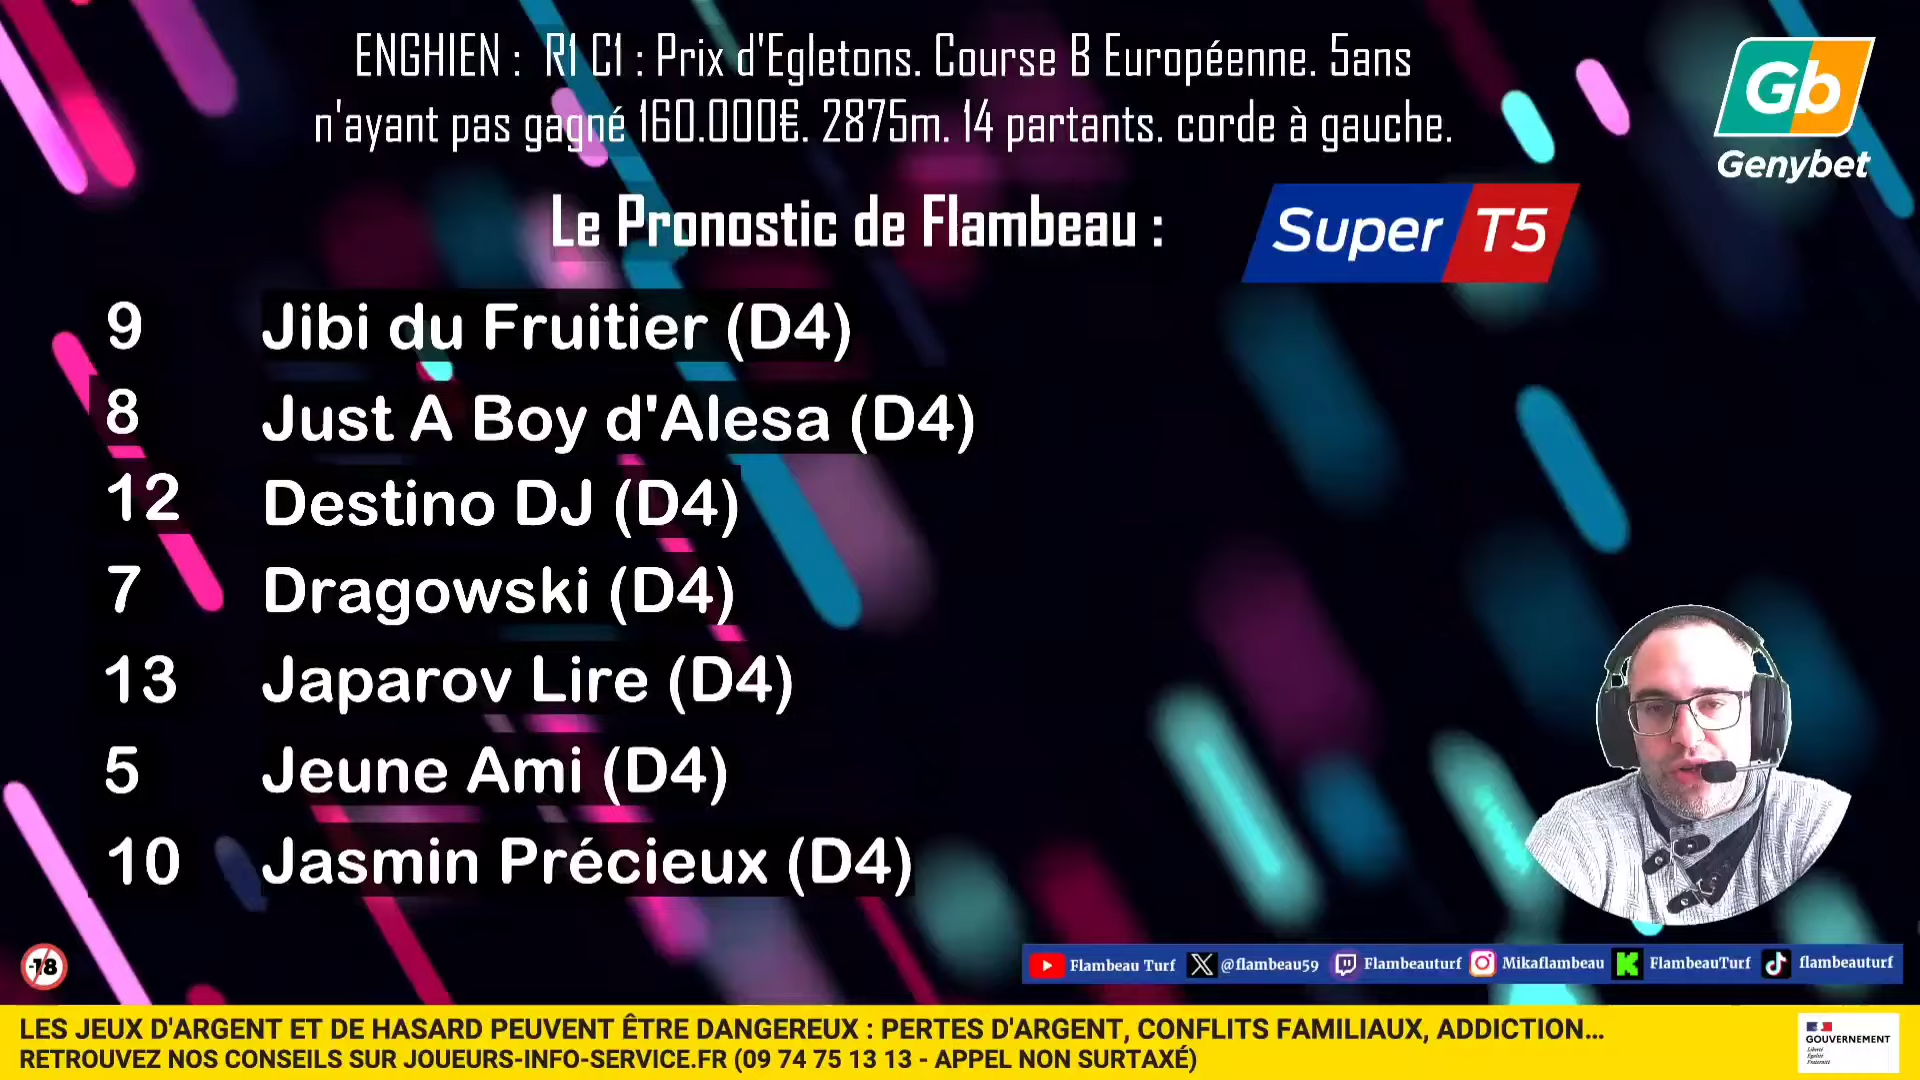 ENGHIEN : R1 C1 : Prix d'Egletons. Course B Européenne. 5ans
n'ayant pas gagné 160.000€. 2875m. 14 partants. corde à gauche.
Gb
Genybet
Le Pronostic de Flambeau :
Super T5
9 Jibi du Fruitier (D4)
8 Just A Boy d'Alesa (D4)
12 Destino DJ (D4)
7 Dragowski (D4)
13 Japarov Lire (D4)
5 Jeune Ami (D4)
10 Jasmin Précieux (D4)
-18
Flambeau Turf @flambeau59 Flambeauturf Mikaflambeau FlambeauTurf flambeauturf
LES JEUX D'ARGENT ET DE HASARD PEUVENT ÊTRE DANGEREUX : PERTES D'ARGENT, CONFLITS FAMILIAUX, ADDICTION...
RETROUVEZ NOS CONSEILS SUR JOUEURS-INFO-SERVICE.FR (09 74 75 13 13 - APPEL NON SURTAXÉ)
GOUVERNEMENT
Liberté
Égalité
Fraternité